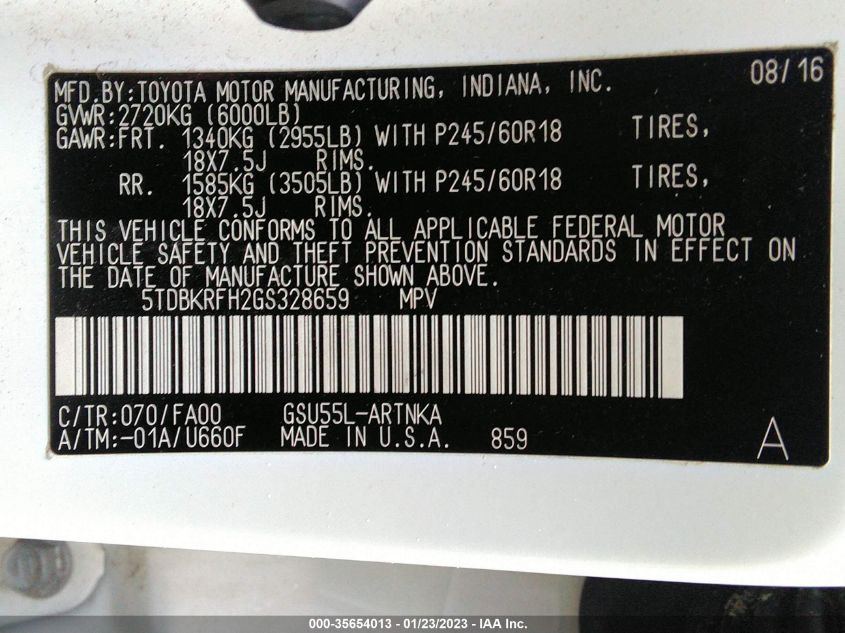 MFD.BY:TOYOTA MOTOR MANUFACTURING, INDIANA, INC. 08/16
GVWR:2720KG (6000LB)
GAWR:FRT. 1340KG (2955LB) WITH P245/60R18 TIRES,
18X7.5J RIMS.
RR. 1585KG (3505LB) WITH P245/60R18 TIRES,
18X7.5J RIMS.
THIS VEHICLE CONFORMS TO ALL APPLICABLE FEDERAL MOTOR
VEHICLE SAFETY AND THEFT PREVENTION STANDARDS IN EFFECT ON
THE DATE OF MANUFACTURE SHOWN ABOVE.
5TDBKRFH2GS328659 MPV
C/TR:070/FA00 GSU55L-ARTNKA
A/TM:-01A/U660F MADE IN U.S.A. 859 A
000-35654013 - 01/23/2023 - IAA Inc.